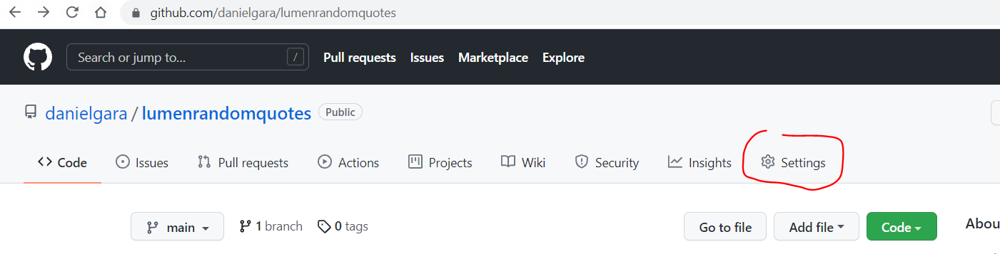 github.com/danielgara/lumenrandomquotes
Search or jump to... / Pull requests Issues Marketplace Explore
danielgara / lumenrandomquotes Public
Code Issues Pull requests Actions Projects Wiki Security Insights Settings
main 1 branch 0 tags Go to file Add file Code Abou